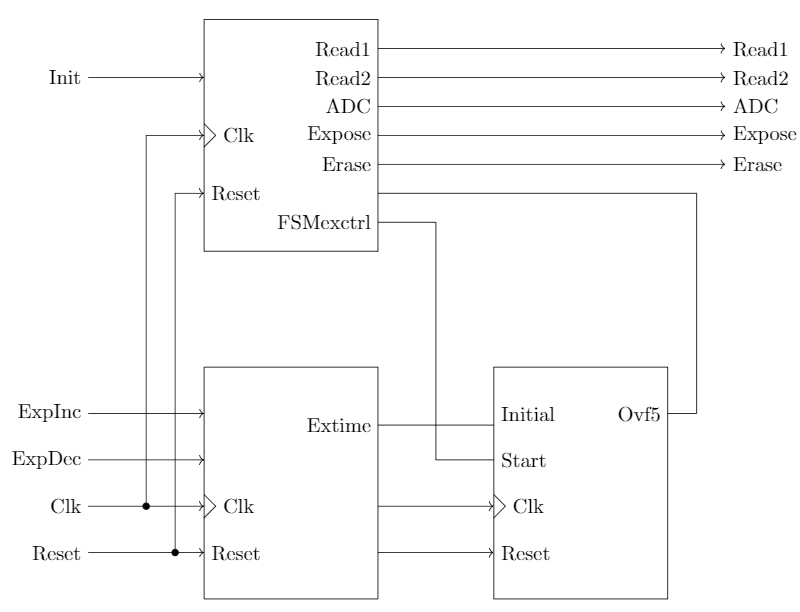 Read1 Read1
Init Read2 Read2
ADC ADC
Clk Expose Expose
Erase Erase
Reset
FSMexctrl
ExpInc Initial Ovf5
Extime
ExpDec Start
Clk Clk Clk
Reset Reset Reset